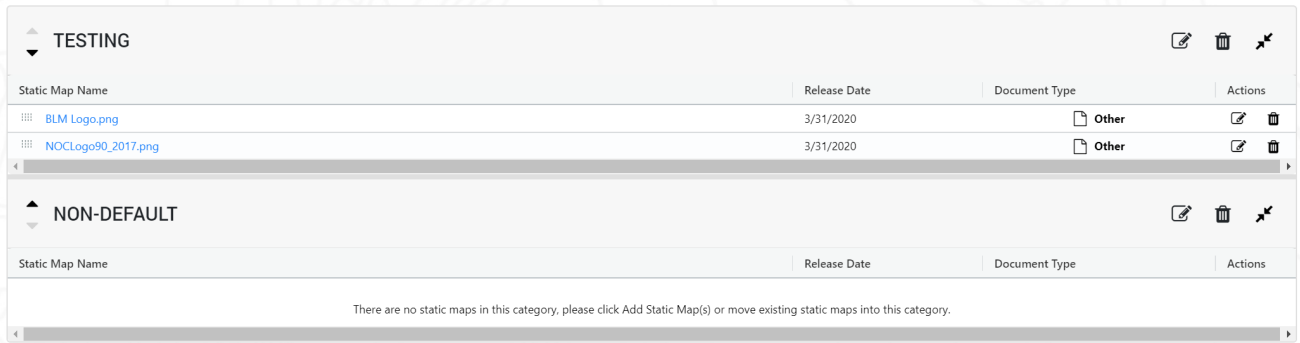 TESTING
Static Map Name Release Date Document Type Actions
BLM Logo.png 3/31/2020 Other
NOCLogo90_2017.png 3/31/2020 Other
NON-DEFAULT
Static Map Name Release Date Document Type Actions
There are no static maps in this category, please click Add Static Map(s) or move existing static maps into this category.